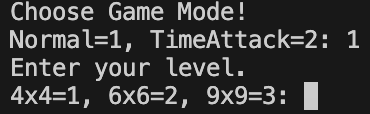 Choose Game Mode!
Normal=1, TimeAttack=2: 1
Enter your level.
4x4=1, 6x6=2, 9x9=3: